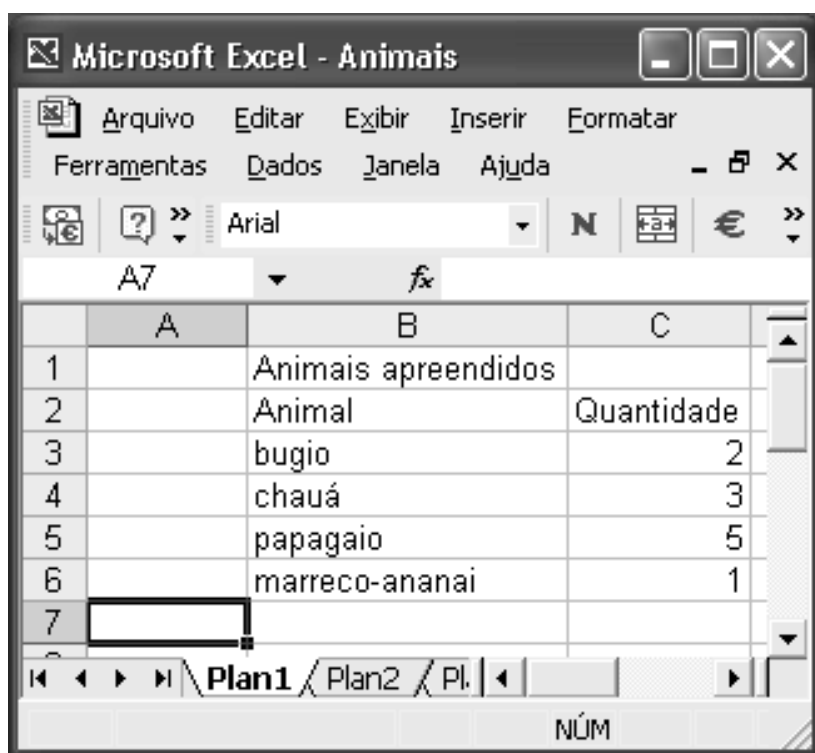 Microsoft Excel - Animais
Arquivo Editar Exibir Inserir Formatar
Ferramentas Dados Janela Ajuda
Arial N a €
A7 fx
A B C
1 Animais apreendidos
2 Animal Quantidade
3 bugio 2
4 chauá 3
5 papagaio 5
6 marreco-ananai 1
7
Plan1 Plan2 Pl
NÚM